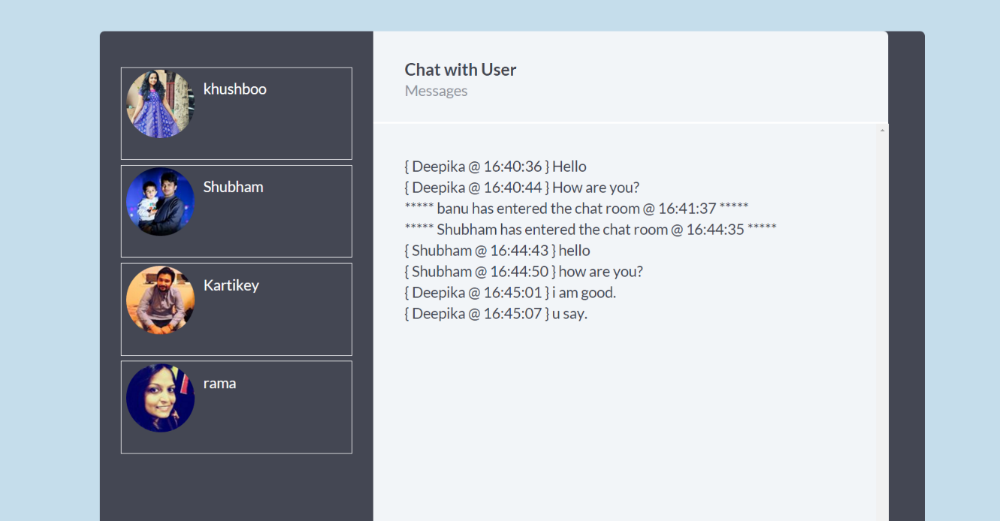 khushboo
Shubham
Kartikey
rama
Chat with User
Messages
{ Deepika @ 16:40:36 } Hello
{ Deepika @ 16:40:44 } How are you?
***** banu has entered the chat room @ 16:41:37 *****
***** Shubham has entered the chat room @ 16:44:35 *****
{ Shubham @ 16:44:43 } hello
{ Shubham @ 16:44:50 } how are you?
{ Deepika @ 16:45:01 } i am good.
{ Deepika @ 16:45:07 } u say.